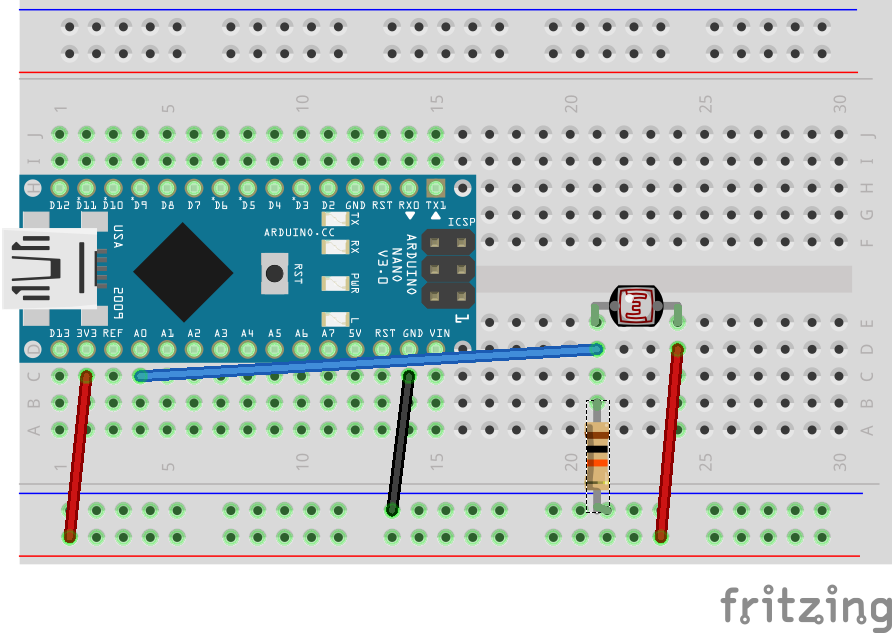 1 5 10 15 20 25 30
J J
I I
H H
D12 D11 D10 D9 D8 D7 D6 D5 D4 D3 D2 GND RST RX0 TX1
G G
ICSP
F F
USA
2009
ARDUINO.CC
RST
TX
RX
PWR
L
ARDUINO
NANO
V3.0
1
E E
D13 3V3 REF A0 A1 A2 A3 A4 A5 A6 A7 5V RST GND VIN
D D
C C
B B
A A
1 5 10 15 20 25 30
fritzing